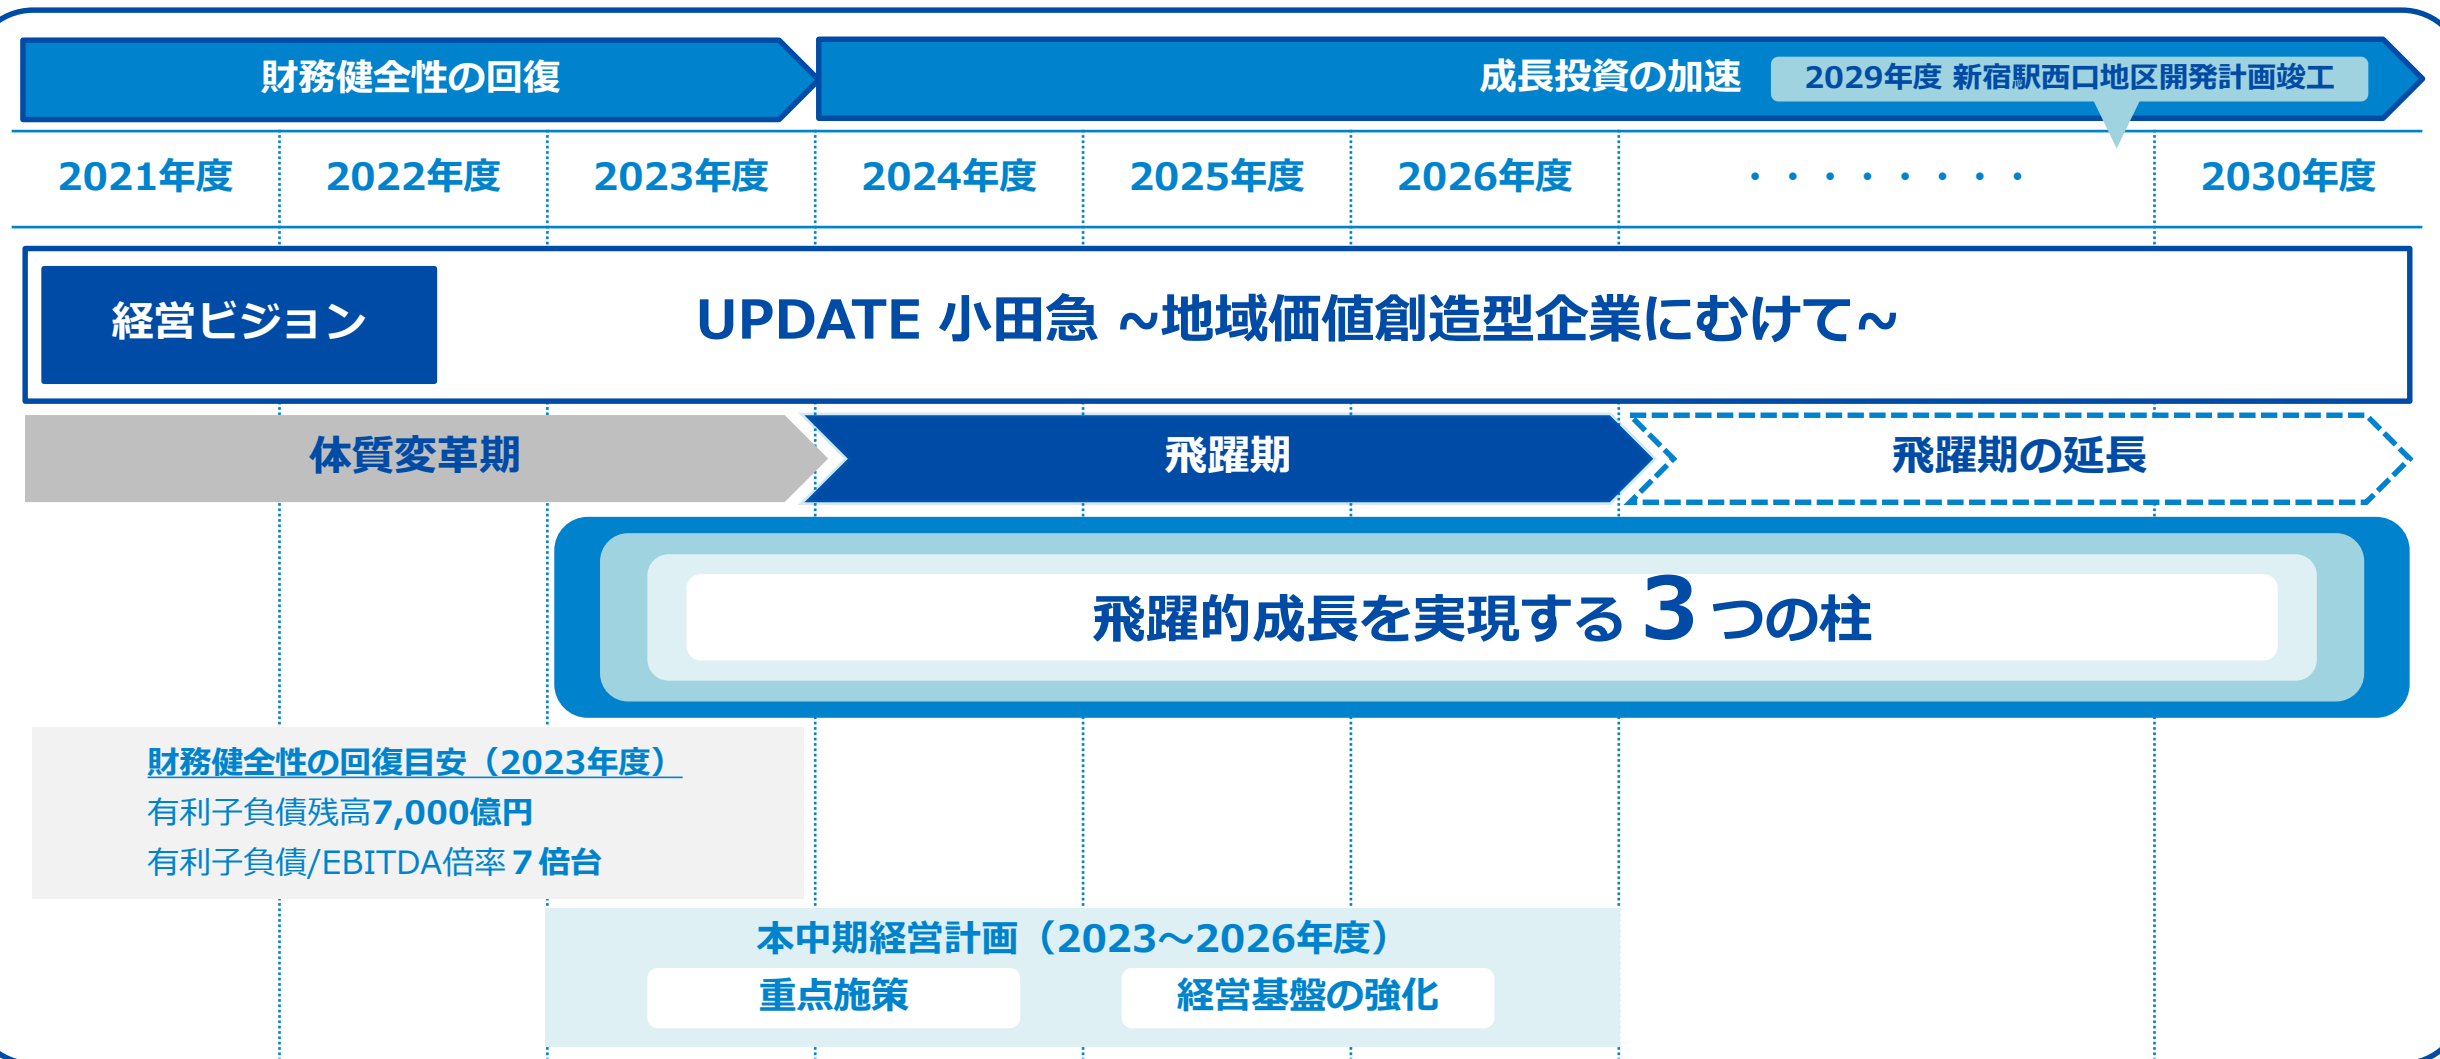 財務健全性の回復
成長投資の加速
2029年度 新宿駅西口地区開発計画竣工
2021年度
2022年度
2023年度
2024年度
2025年度
2026年度
・・・・・・・・
2030年度
経営ビジョン
UPDATE 小田急 ~地域価値創造型企業にむけて~
体質変革期
飛躍期
飛躍期の延長
飛躍的成長を実現する3つの柱
財務健全性の回復目安（2023年度）
有利子負債残高7,000億円
有利子負債/EBITDA倍率７倍台
本中期経営計画（2023～2026年度）
重点施策
経営基盤の強化